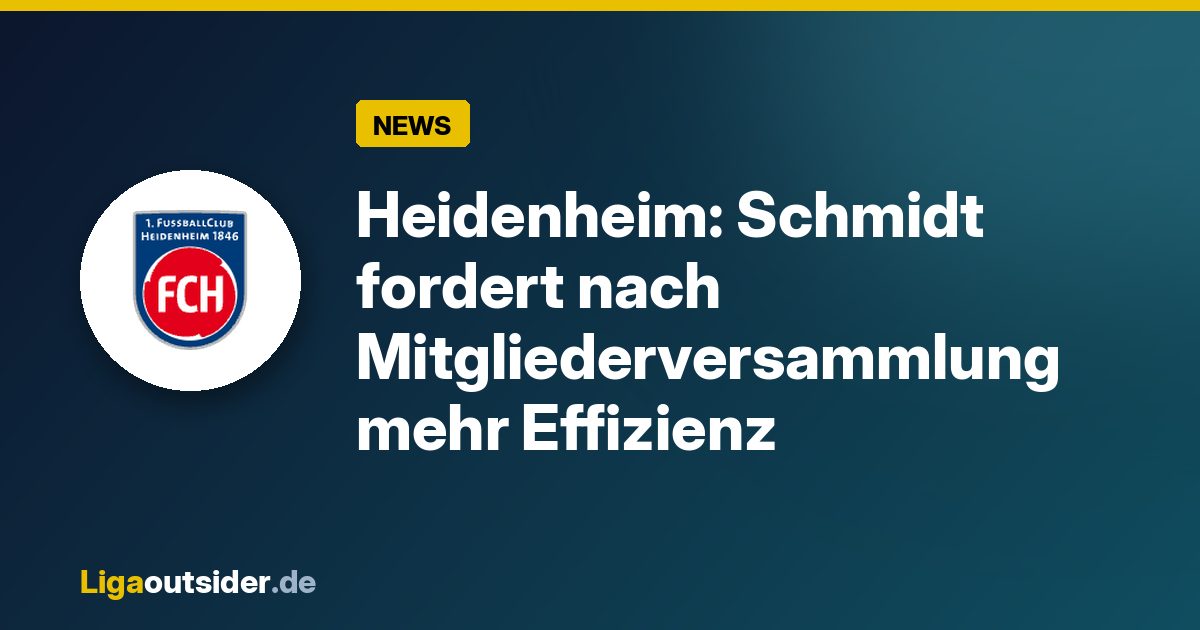 NEWS
1. FUSSBALLCLUB
HEIDENHEIM 1846
FCH
Heidenheim: Schmidt
fordert nach
Mitgliederversammlung
mehr Effizienz
Ligaoutsider.de